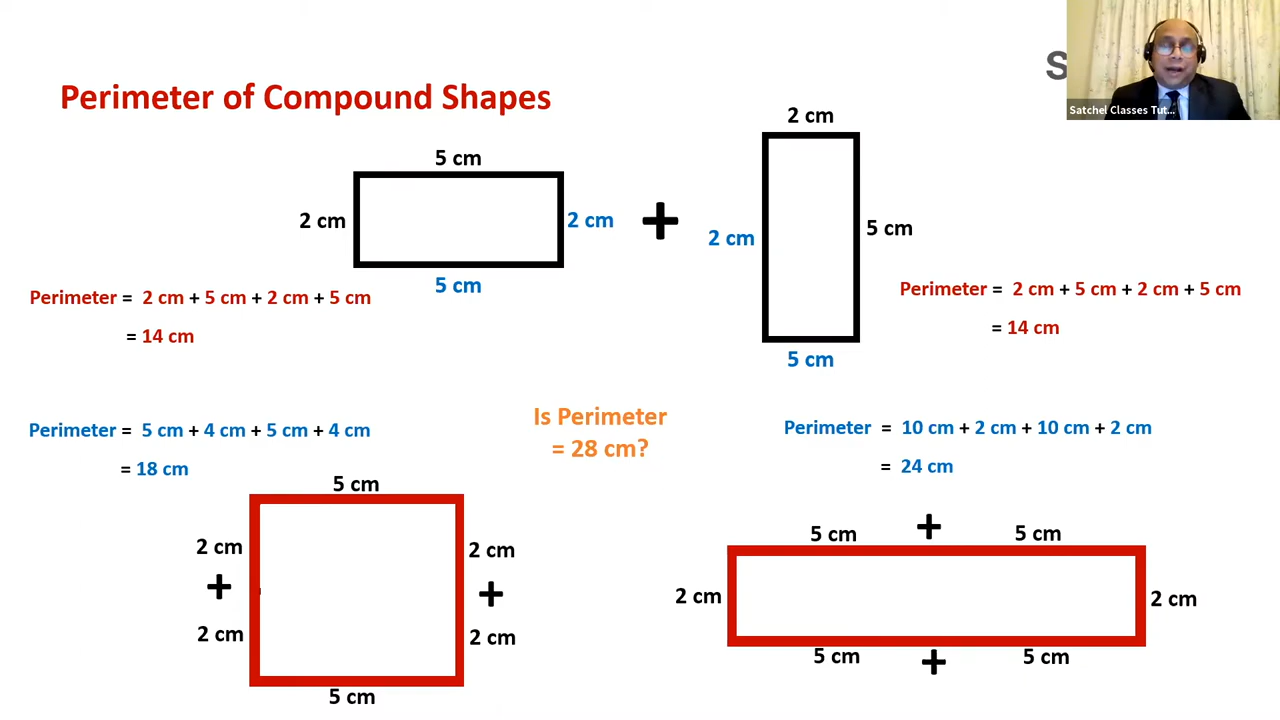 S
Satchel Classes Tut...
Perimeter of Compound Shapes
5 cm
2 cm
2 cm
5 cm
+
2 cm
2 cm
5 cm
5 cm
Perimeter = 2 cm + 5 cm + 2 cm + 5 cm
= 14 cm
Perimeter = 2 cm + 5 cm + 2 cm + 5 cm
= 14 cm
Perimeter = 5 cm + 4 cm + 5 cm + 4 cm
= 18 cm
Is Perimeter
= 28 cm?
Perimeter = 10 cm + 2 cm + 10 cm + 2 cm
= 24 cm
5 cm
2 cm
+
2 cm
2 cm
+
2 cm
5 cm
5 cm + 5 cm
2 cm
2 cm
5 cm + 5 cm